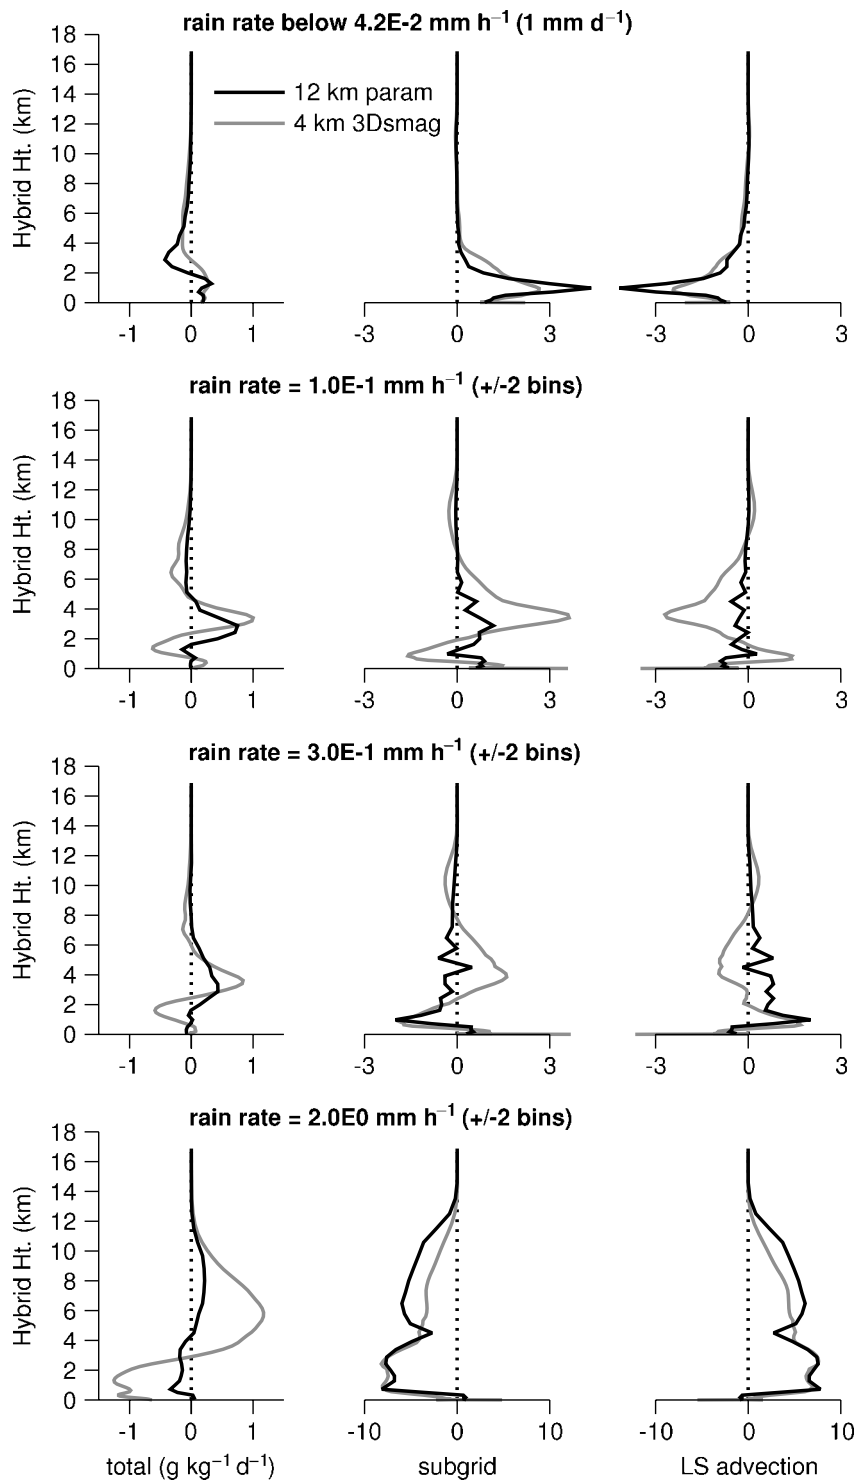 rain rate below 4.2E-2 mm h⁻¹ (1 mm d⁻¹)
18
16
14
12
10
8
6
4
2
0
Hybrid Ht. (km)
12 km param
4 km 3Dsmag
-1 0 1 -3 0 3 -3 0 3
rain rate = 1.0E-1 mm h⁻¹ (+/-2 bins)
18
16
14
12
10
8
6
4
2
0
Hybrid Ht. (km)
-1 0 1 -3 0 3 -3 0 3
rain rate = 3.0E-1 mm h⁻¹ (+/-2 bins)
18
16
14
12
10
8
6
4
2
0
Hybrid Ht. (km)
-1 0 1 -3 0 3 -3 0 3
rain rate = 2.0E0 mm h⁻¹ (+/-2 bins)
18
16
14
12
10
8
6
4
2
0
Hybrid Ht. (km)
-1 0 1 -10 0 10 -10 0 10
total (g kg⁻¹ d⁻¹) subgrid LS advection